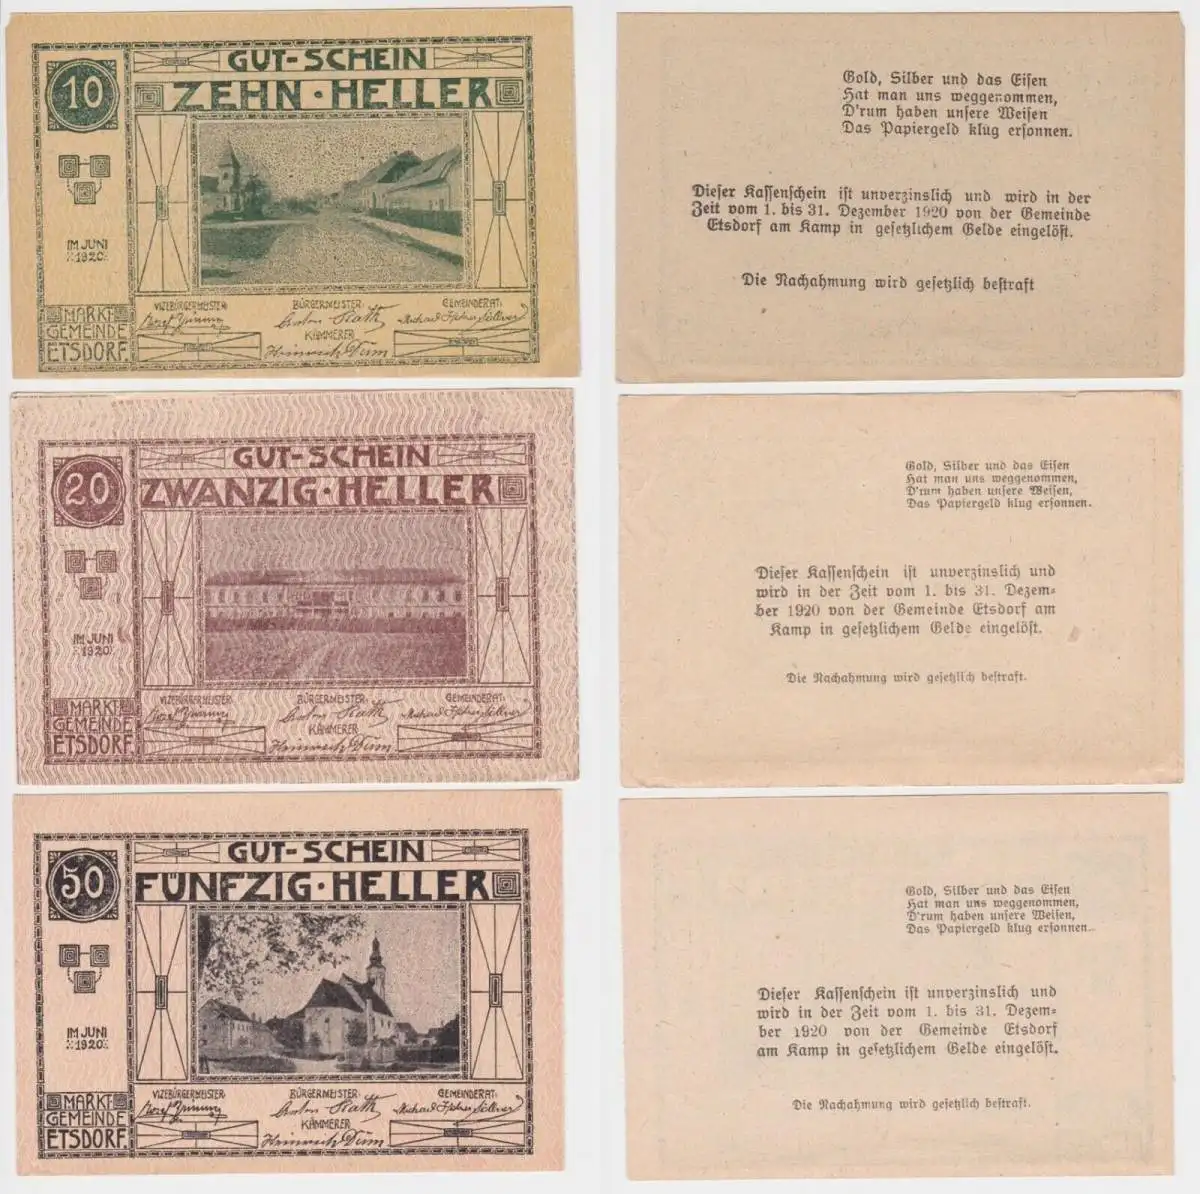 GUT-SCHEIN
10
ZEHN·HELLER
IM JUNI
1920
VIZEBÜRGERMEISTER:
BÜRGERMEISTER:
GEMEINDERAT:
KÄMMERER
Heinrich Dum
MARKT
GEMEINDE
ETSDORF.
Gold, Silber und das Eisen
Hat man uns weggenommen,
D'rum haben unsere Weisen
Das Papiergeld klug ersonnen.
Dieser Kassenschein ist unverzinslich und wird in der
Zeit vom 1. bis 31. Dezember 1920 von der Gemeinde
Etsdorf am Kamp in gesetzlichem Gelde eingelöst.
Die Nachahmung wird gesetzlich bestraft
GUT-SCHEIN
20
ZWANZIG·HELLER
IM JUNI
1920
VIZEBÜRGERMEISTER
BÜRGERMEISTER:
GEMEINDERAT:
KÄMMERER
Heinrich Dum
MARKT
GEMEINDE
ETSDORF.
Gold, Silber und das Eisen
Hat man uns weggenommen,
D'rum haben unsere Weisen,
Das Papiergeld klug ersonnen.
Dieser Kassenschein ist unverzinslich und
wird in der Zeit vom 1. bis 31. Dezem-
ber 1920 von der Gemeinde Etsdorf am
Kamp in gesetzlichem Gelde eingelöst.
Die Nachahmung wird gesetzlich bestraft.
GUT-SCHEIN
50
FÜNFZIG·HELLER
IM JUNI
1920
VIZEBÜRGERMEISTER
BÜRGERMEISTER:
GEMEINDERAT:
KÄMMERER
Heinrich Dum
MARKT
GEMEINDE
ETSDORF.
Gold, Silber und das Eisen
Hat man uns weggenommen,
D'rum haben unsere Weisen,
Das Papiergeld klug ersonnen.
Dieser Kassenschein ist unverzinslich und
wird in der Zeit vom 1. bis 31. Dezem-
ber 1920 von der Gemeinde Etsdorf
am Kamp in gesetzlichem Gelde eingelöst.
Die Nachahmung wird gesetzlich bestraft.